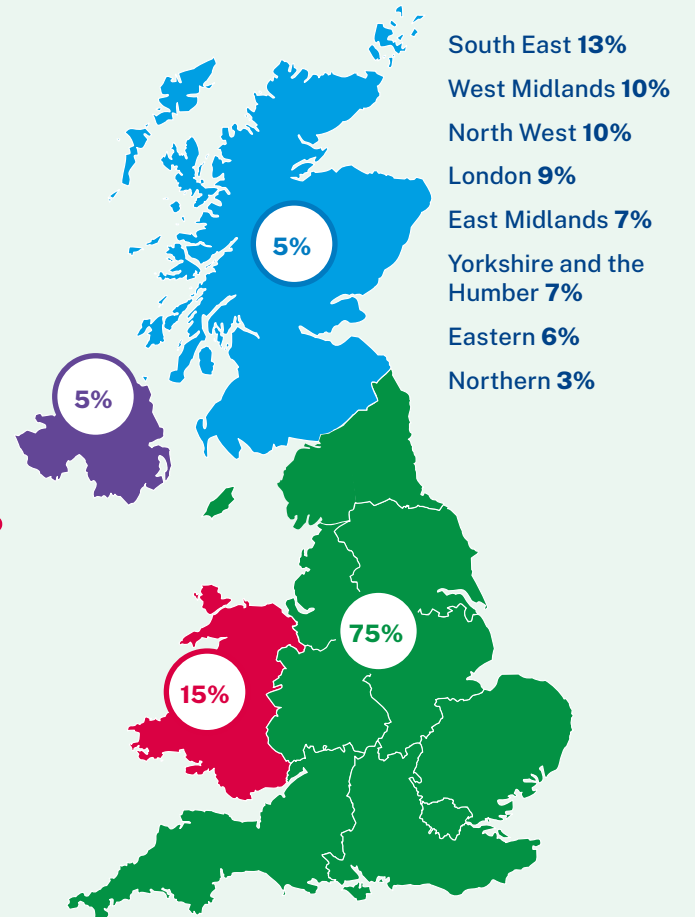 South East 13%
West Midlands 10%
North West 10%
London 9%
East Midlands 7%
Yorkshire and the
Humber 7%
Eastern 6%
Northern 3%
5%
5%
75%
15%